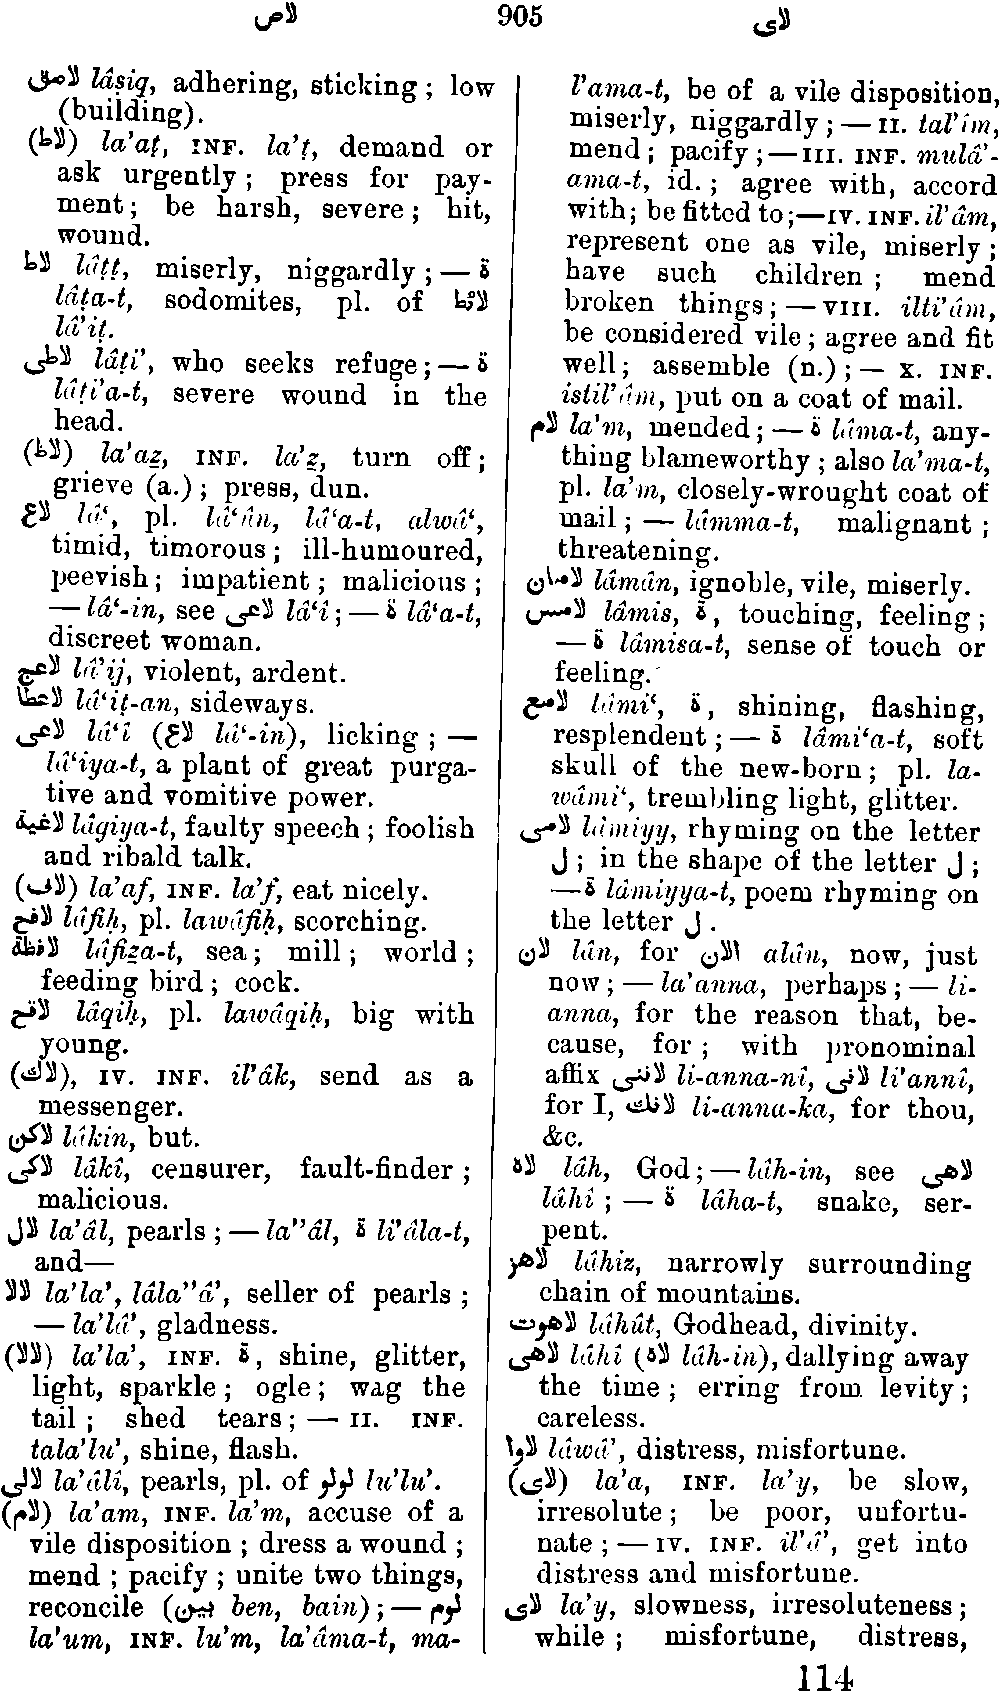 لاص 905 لاى
لاصق lâṣiq, adhering, sticking; low
(building).
(لاط) la’aṭ, INF. la’ṭ, demand or
ask urgently; press for pay-
ment; be harsh, severe; hit,
wound.
لاط lâṭṭ, miserly, niggardly; — ة
lâṭa-t, sodomites, pl. of لائط
lâ’iṭ.
لاطى lâṭi’, who seeks refuge; — ة
lâṭi’a-t, severe wound in the
head.
(لاظ) la’aẓ, INF. la’ẓ, turn off;
grieve (a.); press, dun.
لاع lâ‘, pl. lâ‘ûn, lâ‘a-t, alwâ‘,
timid, timorous; ill-humoured,
peevish; impatient; malicious;
— lâ‘-in, see لاعى lâ‘î; — ة lâ‘a-t,
discreet woman.
لاعج lâ‘ij, violent, ardent.
لاعطا lâ‘iṭ-an, sideways.
لاعى lâ‘î (لاع lâ‘-in), licking; —
lâ‘iya-t, a plant of great purga-
tive and vomitive power.
لاغية lâgiya-t, faulty speech; foolish
and ribald talk.
(لاف) la’af, INF. la’f, eat nicely.
لافح lâfiḥ, pl. lawâfiḥ, scorching.
لافظة lâfiẓa-t, sea; mill; world;
feeding bird; cock.
لاقح lâqiḥ, pl. lawâqiḥ, big with
young.
(لاك), IV. INF. il’âk, send as a
messenger.
لاكن lâkin, but.
لاكى lâkî, censurer, fault-finder;
malicious.
لال la’âl, pearls; — la’’âl, ة li’âla-t,
and—
لالا la’la’, lâla’’â’, seller of pearls;
— la’lâ’, gladness.
(لالا) la’la’, INF. ة, shine, glitter,
light, sparkle; ogle; wag the
tail; shed tears; — II. INF.
tala’lu’, shine, flash.
لالى la’âlî, pearls, pl. of لولو lu’lu’.
(لام) la’am, INF. la’m, accuse of a
vile disposition; dress a wound;
mend; pacify; unite two things,
reconcile (بين ben, bain); — لوم
la’um, INF. lu’m, la’âma-t, ma-
l’ama-t, be of a vile disposition,
miserly, niggardly; — II. tal’îm,
mend; pacify; — III. INF. mulâ’-
ama-t, id.; agree with, accord
with; be fitted to; — IV. INF. il’âm,
represent one as vile, miserly;
have such children; mend
broken things; — VIII. ilti’âm,
be considered vile; agree and fit
well; assemble (n.); — X. INF.
istil’âm, put on a coat of mail.
لام la’m, mended; — ة lâma-t, any-
thing blameworthy; also la’ma-t,
pl. la’m, closely-wrought coat of
mail; — lâmma-t, malignant;
threatening.
لامان lâmân, ignoble, vile, miserly.
لامس lâmis, ة, touching, feeling;
— ة lâmisa-t, sense of touch or
feeling.
لامع lâmi‘, ة, shining, flashing,
resplendent; — ة lâmi‘a-t, soft
skull of the new-born; pl. la-
wâmi‘, trembling light, glitter.
لامى lâmiyy, rhyming on the letter
ل; in the shape of the letter ل;
— ة lâmiyya-t, poem rhyming on
the letter ل.
لان lân, for الان alân, now, just
now; — la’anna, perhaps; — li-
anna, for the reason that, be-
cause, for; with pronominal
affix لاننى li-anna-nî, لانى li’annî,
for I, لانك li-anna-ka, for thou,
&c.
لاه lâh, God; — lâh-in, see لاهى
lâhî; — ة lâha-t, snake, ser-
pent.
لاهز lâhiz, narrowly surrounding
chain of mountains.
لاهوت lâhût, Godhead, divinity.
لاهى lâhî (لاه lâh-in), dallying away
the time; erring from levity;
careless.
لاوا lâwâ’, distress, misfortune.
(لاى) la’a, INF. la’y, be slow,
irresolute; be poor, unfortu-
nate; — IV. INF. il’â’, get into
distress and misfortune.
لاى la’y, slowness, irresoluteness;
while; misfortune, distress,
114